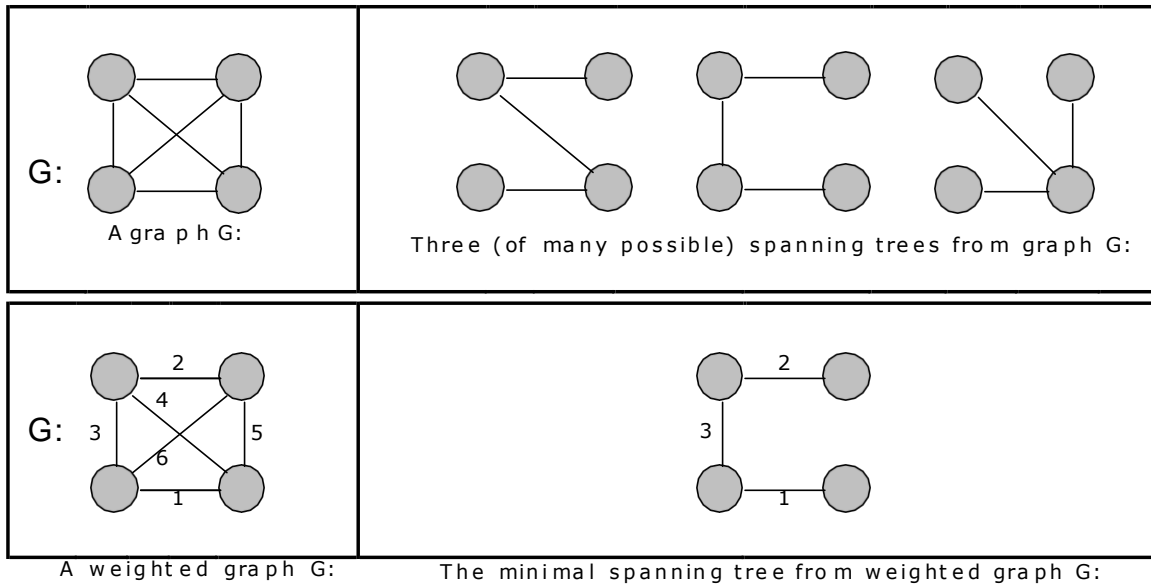 G:
A graph G:
Three (of many possible) spanning trees from graph G:
2
4
G: 3 5
6
1
2
3
1
A weighted graph G:
The minimal spanning tree from weighted graph G: